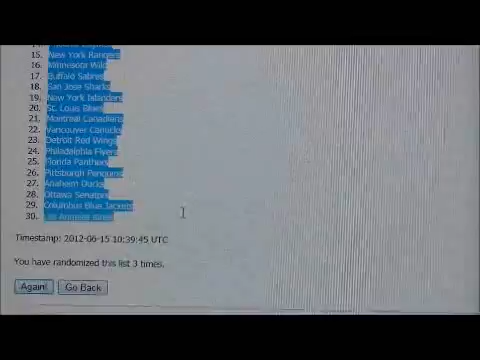 15. New York Rangers
16. Minnesota Wild
17. Buffalo Sabres
18. San Jose Sharks
19. New York Islanders
20. St. Louis Blues
21. Montreal Canadiens
22. Vancouver Canucks
23. Detroit Red Wings
24. Philadelphia Flyers
25. Florida Panthers
26. Pittsburgh Penguins
27. Anaheim Ducks
28. Ottawa Senators
29. Columbus Blue Jackets
30. Los Angeles Kings
Timestamp: 2012-06-15 10:39:45 UTC
You have randomized this list 3 times.
Again! Go Back